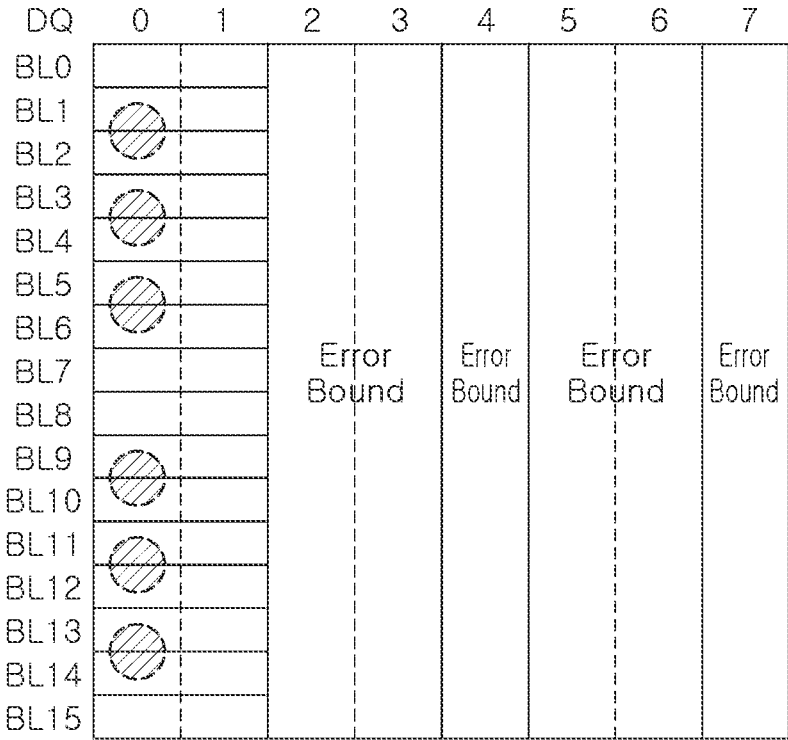 DQ 0 1 2 3 4 5 6 7
BL0
BL1
BL2
BL3
BL4
BL5
BL6
BL7
BL8
BL9
BL10
BL11
BL12
BL13
BL14
BL15
Error Error Error Error
Bound Bound Bound Bound